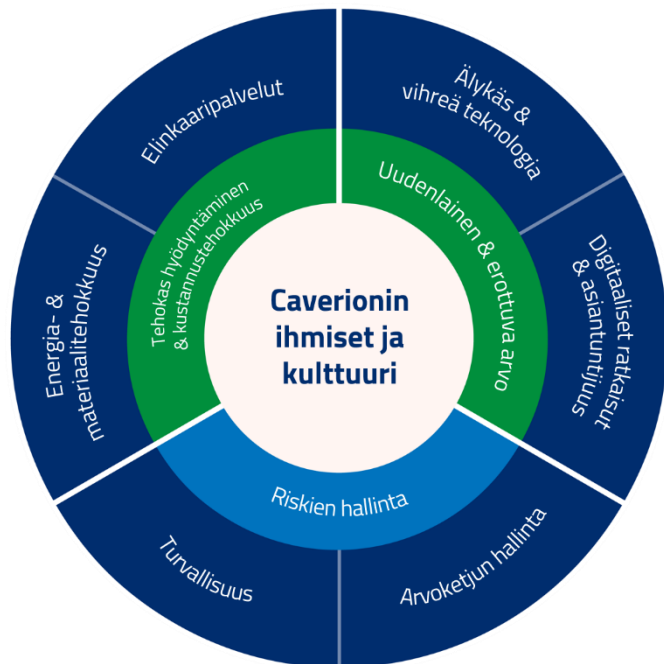 Elinkaaripalvelut
Älykäs &
vihreä teknologia
Tehokas hyödyntäminen
& kustannustehokkuus
Uudenlainen & erottuva arvo
Energia- &
materiaalitehokkuus
Digitaaliset ratkaisut
& asiantuntijuus
Caverionin
ihmiset ja
kulttuuri
Riskien hallinta
Turvallisuus
Arvoketjun hallinta